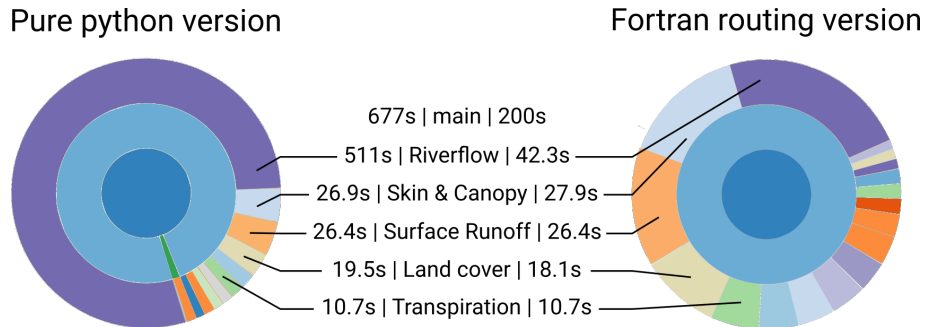 Pure python version
Fortran routing version
677s | main | 200s
511s | Riverflow | 42.3s
26.9s | Skin & Canopy | 27.9s
26.4s | Surface Runoff | 26.4s
19.5s | Land cover | 18.1s
10.7s | Transpiration | 10.7s